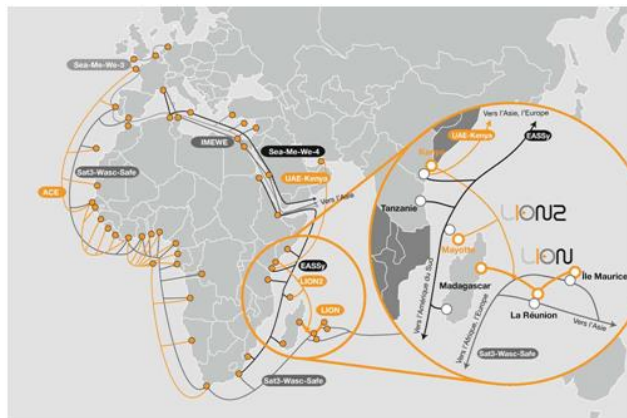 Sea-Me-We-3
IMEWE
Sea-Me-We-4
UAE-Kenya
Vers l'Asie
Sat3-Wasc-Safe
ACE
EASSy
LION2
LION
Sat3-Wasc-Safe
Vers l'Asie, l'Europe
UAE-Kenya
EASSy
Kenya
Tanzanie
LION2
Mayotte
LION
Île Maurice
Madagascar
La Réunion
Vers l'Amérique du Sud
Vers l'Afrique, l'Europe
Vers l'Asie
Sat3-Wasc-Safe